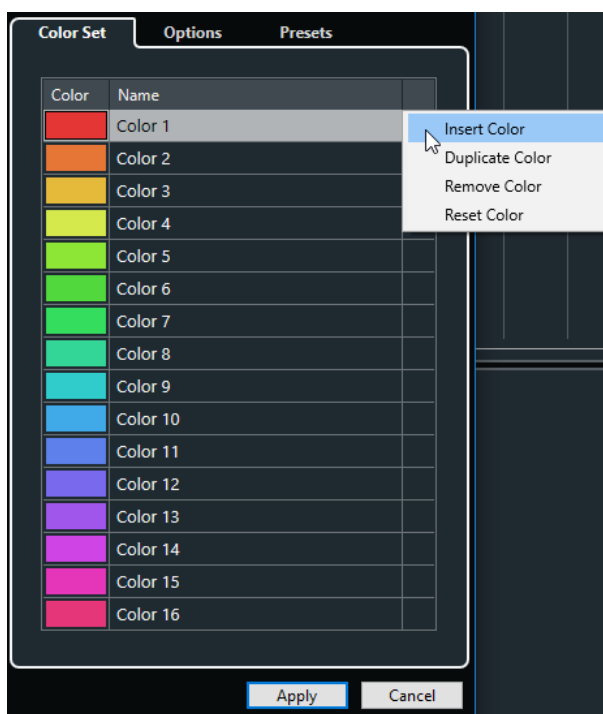 Color Set Options Presets
Color Name
Color 1
Insert Color
Color 2
Duplicate Color
Color 3
Remove Color
Color 4
Reset Color
Color 5
Color 6
Color 7
Color 8
Color 9
Color 10
Color 11
Color 12
Color 13
Color 14
Color 15
Color 16
Apply Cancel